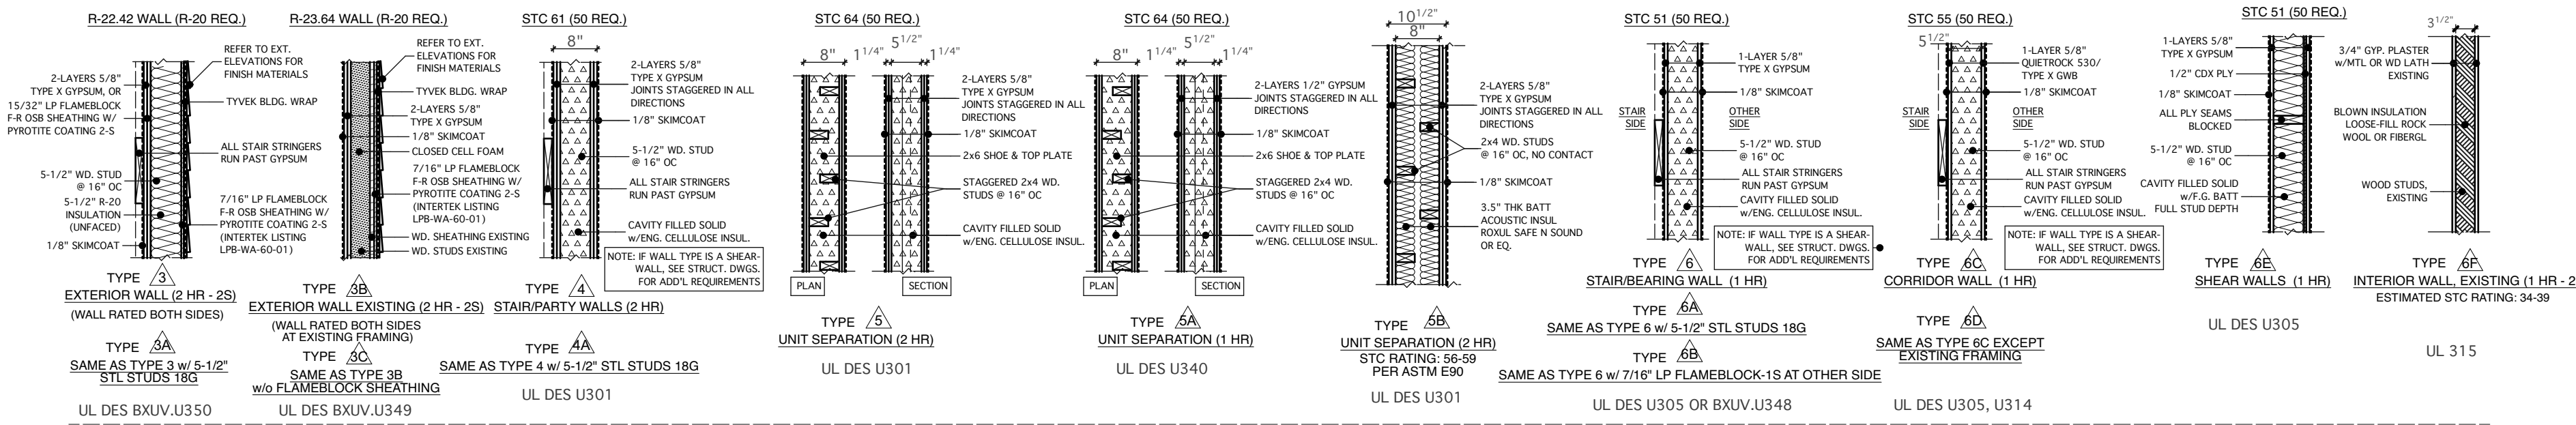 R-22.42 WALL (R-20 REQ.)
REFER TO EXT.
ELEVATIONS FOR
FINISH MATERIALS
2-LAYERS 5/8"
TYPE X GYPSUM, OR
15/32" LP FLAMEBLOCK
F-R OSB SHEATHING W/
PYROTITE COATING 2-S
TYVEK BLDG. WRAP
ALL STAIR STRINGERS
RUN PAST GYPSUM
5-1/2" WD. STUD
@ 16" OC
5-1/2" R-20
INSULATION
(UNFACED)
1/8" SKIMCOAT
7/16" LP FLAMEBLOCK
F-R OSB SHEATHING W/
PYROTITE COATING 2-S
(INTERTEK LISTING
LPB-WA-60-01)
TYPE 3
EXTERIOR WALL (2 HR - 2S)
(WALL RATED BOTH SIDES)
TYPE 3A
SAME AS TYPE 3 w/ 5-1/2"
STL STUDS 18G
UL DES BXUV.U350
R-23.64 WALL (R-20 REQ.)
REFER TO EXT.
ELEVATIONS FOR
FINISH MATERIALS
TYVEK BLDG. WRAP
2-LAYERS 5/8"
TYPE X GYPSUM
1/8" SKIMCOAT
CLOSED CELL FOAM
7/16" LP FLAMEBLOCK
F-R OSB SHEATHING W/
PYROTITE COATING 2-S
(INTERTEK LISTING
LPB-WA-60-01)
WD. SHEATHING EXISTING
WD. STUDS EXISTING
TYPE 3B
EXTERIOR WALL EXISTING (2 HR - 2S)
(WALL RATED BOTH SIDES
AT EXISTING FRAMING)
TYPE 3C
SAME AS TYPE 3B
w/o FLAMEBLOCK SHEATHING
UL DES BXUV.U349
STC 61 (50 REQ.)
8"
2-LAYERS 5/8"
TYPE X GYPSUM
JOINTS STAGGERED IN ALL
DIRECTIONS
1/8" SKIMCOAT
5-1/2" WD. STUD
@ 16" OC
ALL STAIR STRINGERS
RUN PAST GYPSUM
CAVITY FILLED SOLID
w/ENG. CELLULOSE INSUL.
NOTE: IF WALL TYPE IS A SHEAR-
WALL, SEE STRUCT. DWGS.
FOR ADD'L REQUIREMENTS
TYPE 4
STAIR/PARTY WALLS (2 HR)
TYPE 4A
SAME AS TYPE 4 w/ 5-1/2" STL STUDS 18G
UL DES U301
STC 64 (50 REQ.)
8" 1 1/4" 5 1/2" 1 1/4"
2-LAYERS 5/8"
TYPE X GYPSUM
JOINTS STAGGERED IN ALL
DIRECTIONS
1/8" SKIMCOAT
2x6 SHOE & TOP PLATE
STAGGERED 2x4 WD.
STUDS @ 16" OC
CAVITY FILLED SOLID
w/ENG. CELLULOSE INSUL.
PLAN SECTION
TYPE 5
UNIT SEPARATION (2 HR)
UL DES U301
STC 64 (50 REQ.)
8" 1 1/4" 5 1/2" 1 1/4"
2-LAYERS 1/2" GYPSUM
JOINTS STAGGERED IN ALL
DIRECTIONS
1/8" SKIMCOAT
2x6 SHOE & TOP PLATE
STAGGERED 2x4 WD.
STUDS @ 16" OC
CAVITY FILLED SOLID
w/ENG. CELLULOSE INSUL.
PLAN SECTION
TYPE 5A
UNIT SEPARATION (1 HR)
UL DES U340
10 1/2"
8"
2-LAYERS 5/8"
TYPE X GYPSUM
JOINTS STAGGERED IN ALL
DIRECTIONS
2x4 WD. STUDS
@ 16" OC, NO CONTACT
1/8" SKIMCOAT
3.5" THK BATT
ACOUSTIC INSUL
ROXUL SAFE N SOUND
OR EQ.
TYPE 5B
UNIT SEPARATION (2 HR)
STC RATING: 56-59
PER ASTM E90
UL DES U301
STC 51 (50 REQ.)
1-LAYER 5/8"
TYPE X GYPSUM
1/8" SKIMCOAT
STAIR
SIDE
OTHER
SIDE
5-1/2" WD. STUD
@ 16" OC
ALL STAIR STRINGERS
RUN PAST GYPSUM
CAVITY FILLED SOLID
w/ENG. CELLULOSE INSUL.
NOTE: IF WALL TYPE IS A SHEAR-
WALL, SEE STRUCT. DWGS.
FOR ADD'L REQUIREMENTS
TYPE 6
STAIR/BEARING WALL (1 HR)
TYPE 6A
SAME AS TYPE 6 w/ 5-1/2" STL STUDS 18G
TYPE 6B
SAME AS TYPE 6 w/ 7/16" LP FLAMEBLOCK-1S AT OTHER SIDE
UL DES U305 OR BXUV.U348
STC 55 (50 REQ.)
5 1/2"
1-LAYER 5/8"
QUIETROCK 530/
TYPE X GWB
1/8" SKIMCOAT
STAIR
SIDE
OTHER
SIDE
5-1/2" WD. STUD
@ 16" OC
ALL STAIR STRINGERS
RUN PAST GYPSUM
CAVITY FILLED SOLID
w/ENG. CELLULOSE INSUL.
NOTE: IF WALL TYPE IS A SHEAR-
WALL, SEE STRUCT. DWGS.
FOR ADD'L REQUIREMENTS
TYPE 6C
CORRIDOR WALL (1 HR)
TYPE 6D
SAME AS TYPE 6C EXCEPT
EXISTING FRAMING
UL DES U305, U314
STC 51 (50 REQ.)
1-LAYERS 5/8"
TYPE X GYPSUM
1/2" CDX PLY
1/8" SKIMCOAT
ALL PLY SEAMS
BLOCKED
5-1/2" WD. STUD
@ 16" OC
CAVITY FILLED SOLID
w/F.G. BATT
FULL STUD DEPTH
TYPE 6E
SHEAR WALLS (1 HR)
UL DES U305
3 1/2"
3/4" GYP. PLASTER
w/MTL OR WD LATH
EXISTING
BLOWN INSULATION
LOOSE-FILL ROCK
WOOL OR FIBERGL
WOOD STUDS,
EXISTING
TYPE 6F
INTERIOR WALL, EXISTING (1 HR - 2
ESTIMATED STC RATING: 34-39
UL 315